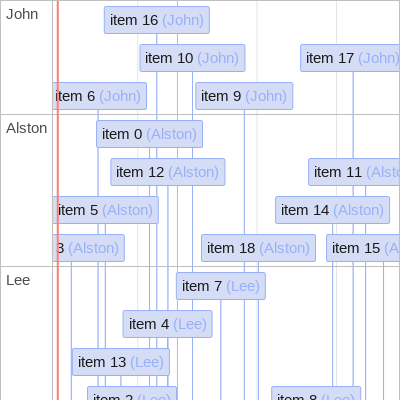 John
item 16 (John)
item 10 (John)
item 17 (John)
item 6 (John)
item 9 (John)
Alston
item 0 (Alston)
item 12 (Alston)
item 11 (Alsto
item 5 (Alston)
item 14 (Alston)
3 (Alston)
item 18 (Alston)
item 15 (A
Lee
item 7 (Lee)
item 4 (Lee)
item 13 (Lee)
item 2 (Lee)
item 8 (Lee)